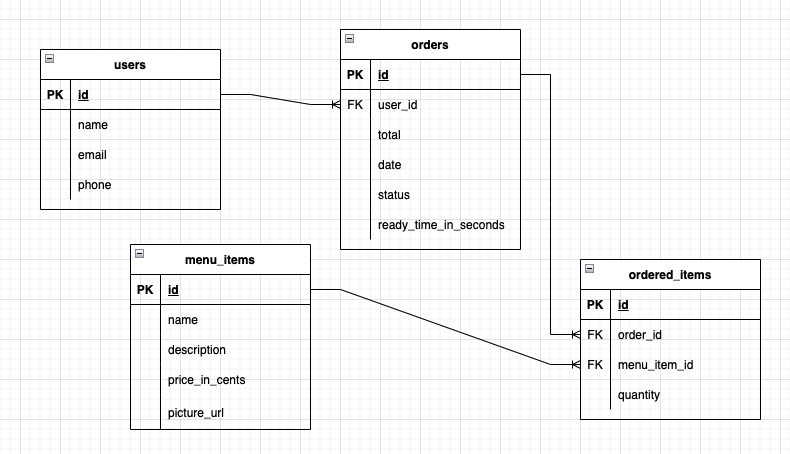 users
PK id
name
email
phone
orders
PK id
FK user_id
total
date
status
ready_time_in_seconds
menu_items
PK id
name
description
price_in_cents
picture_url
ordered_items
PK id
FK order_id
FK menu_item_id
quantity